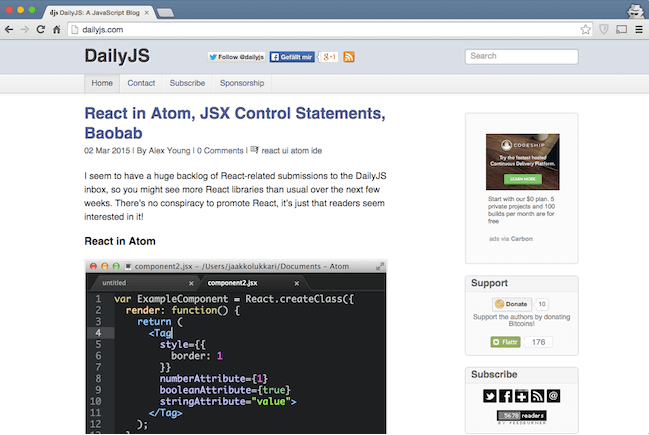 djs DailyJS: A JavaScript Blog
dailyjs.com
DailyJS
Follow @dailyjs
Gefällt mir
g+1
Search
Home Contact Subscribe Sponsorship
React in Atom, JSX Control Statements,
Baobab
02 Mar 2015 | By Alex Young | 0 Comments | react ui atom ide
I seem to have a huge backlog of React-related submissions to the DailyJS
inbox, so you might see more React libraries than usual over the next few
weeks. There's no conspiracy to promote React, it's just that readers seem
interested in it!
React in Atom
component2.jsx – /Users/jaakkolukkari/Documents – Atom
untitled component2.jsx
1 var ExampleComponent = React.createClass({
2 render: function() {
3 return (
4 <Tag
5 style={{
6 border: 1
7 }}
8 numberAttribute={1}
9 booleanAttribute={true}
10 stringAttribute="value">
11 </Tag>
12 );
13 }
CODESHIP
Try the fastest hosted
Continuous Delivery Platform.
LEARN MORE
Start with our $0 plan. 5
private projects and 100
builds per month are for
free
ads via Carbon
Support
Donate 10
Support the authors by donating
Bitcoins!
Flattr 176
Subscribe
5678 readers
BY FEEDBURNER